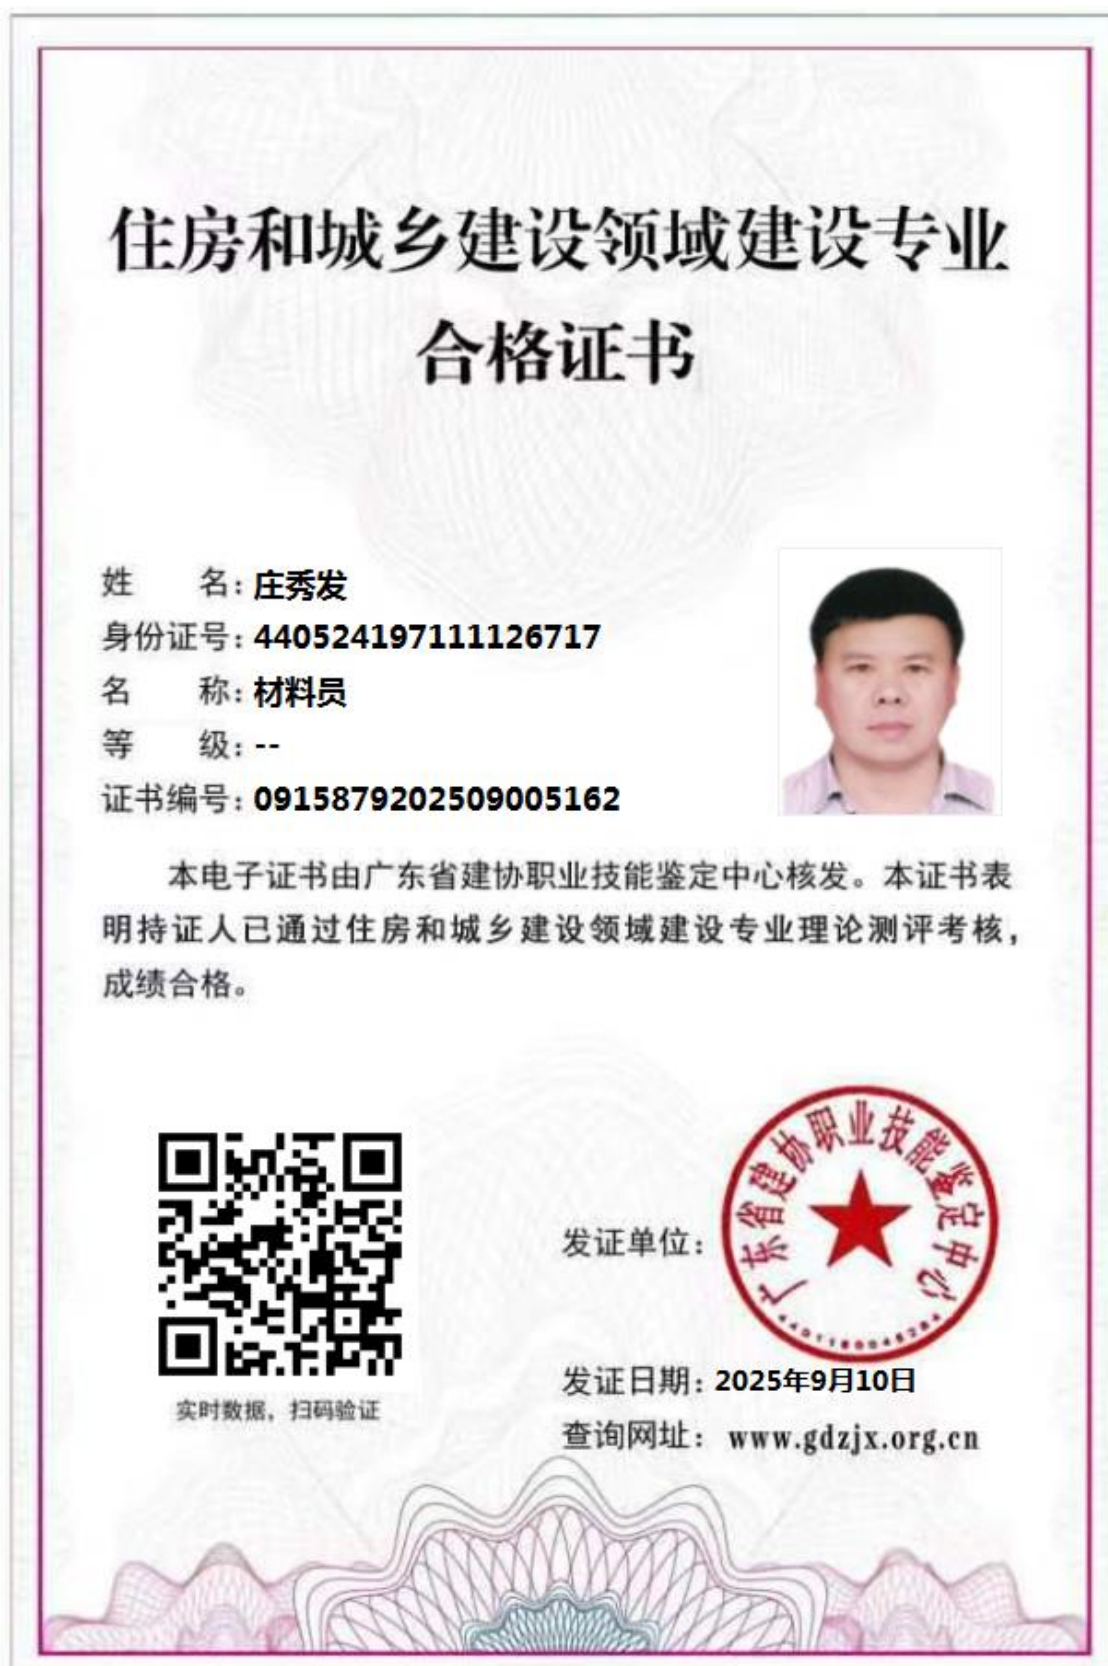 住房和城乡建设领域建设专业
合格证书
姓 名：庄秀发
身份证号：440524197111126717
名 称：材料员
等 级：--
证书编号：0915879202509005162
本电子证书由广东省建协职业技能鉴定中心核发。本证书表
明持证人已通过住房和城乡建设领域建设专业理论测评考核，
成绩合格。
广东省建协职业技能鉴定中心
发证单位：
4401180045284
发证日期：2025年9月10日
实时数据，扫码验证
查询网址：www.gdzjx.org.cn